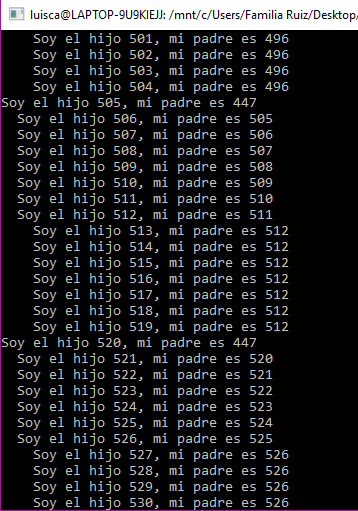 luisca@LAPTOP-9U9KIEJJ: /mnt/c/Users/Familia Ruiz/Desktop/
Soy el hijo 501, mi padre es 496
Soy el hijo 502, mi padre es 496
Soy el hijo 503, mi padre es 496
Soy el hijo 504, mi padre es 496
Soy el hijo 505, mi padre es 447
Soy el hijo 506, mi padre es 505
Soy el hijo 507, mi padre es 506
Soy el hijo 508, mi padre es 507
Soy el hijo 509, mi padre es 508
Soy el hijo 510, mi padre es 509
Soy el hijo 511, mi padre es 510
Soy el hijo 512, mi padre es 511
Soy el hijo 513, mi padre es 512
Soy el hijo 514, mi padre es 512
Soy el hijo 515, mi padre es 512
Soy el hijo 516, mi padre es 512
Soy el hijo 517, mi padre es 512
Soy el hijo 518, mi padre es 512
Soy el hijo 519, mi padre es 512
Soy el hijo 520, mi padre es 447
Soy el hijo 521, mi padre es 520
Soy el hijo 522, mi padre es 521
Soy el hijo 523, mi padre es 522
Soy el hijo 524, mi padre es 523
Soy el hijo 525, mi padre es 524
Soy el hijo 526, mi padre es 525
Soy el hijo 527, mi padre es 526
Soy el hijo 528, mi padre es 526
Soy el hijo 529, mi padre es 526
Soy el hijo 530, mi padre es 526